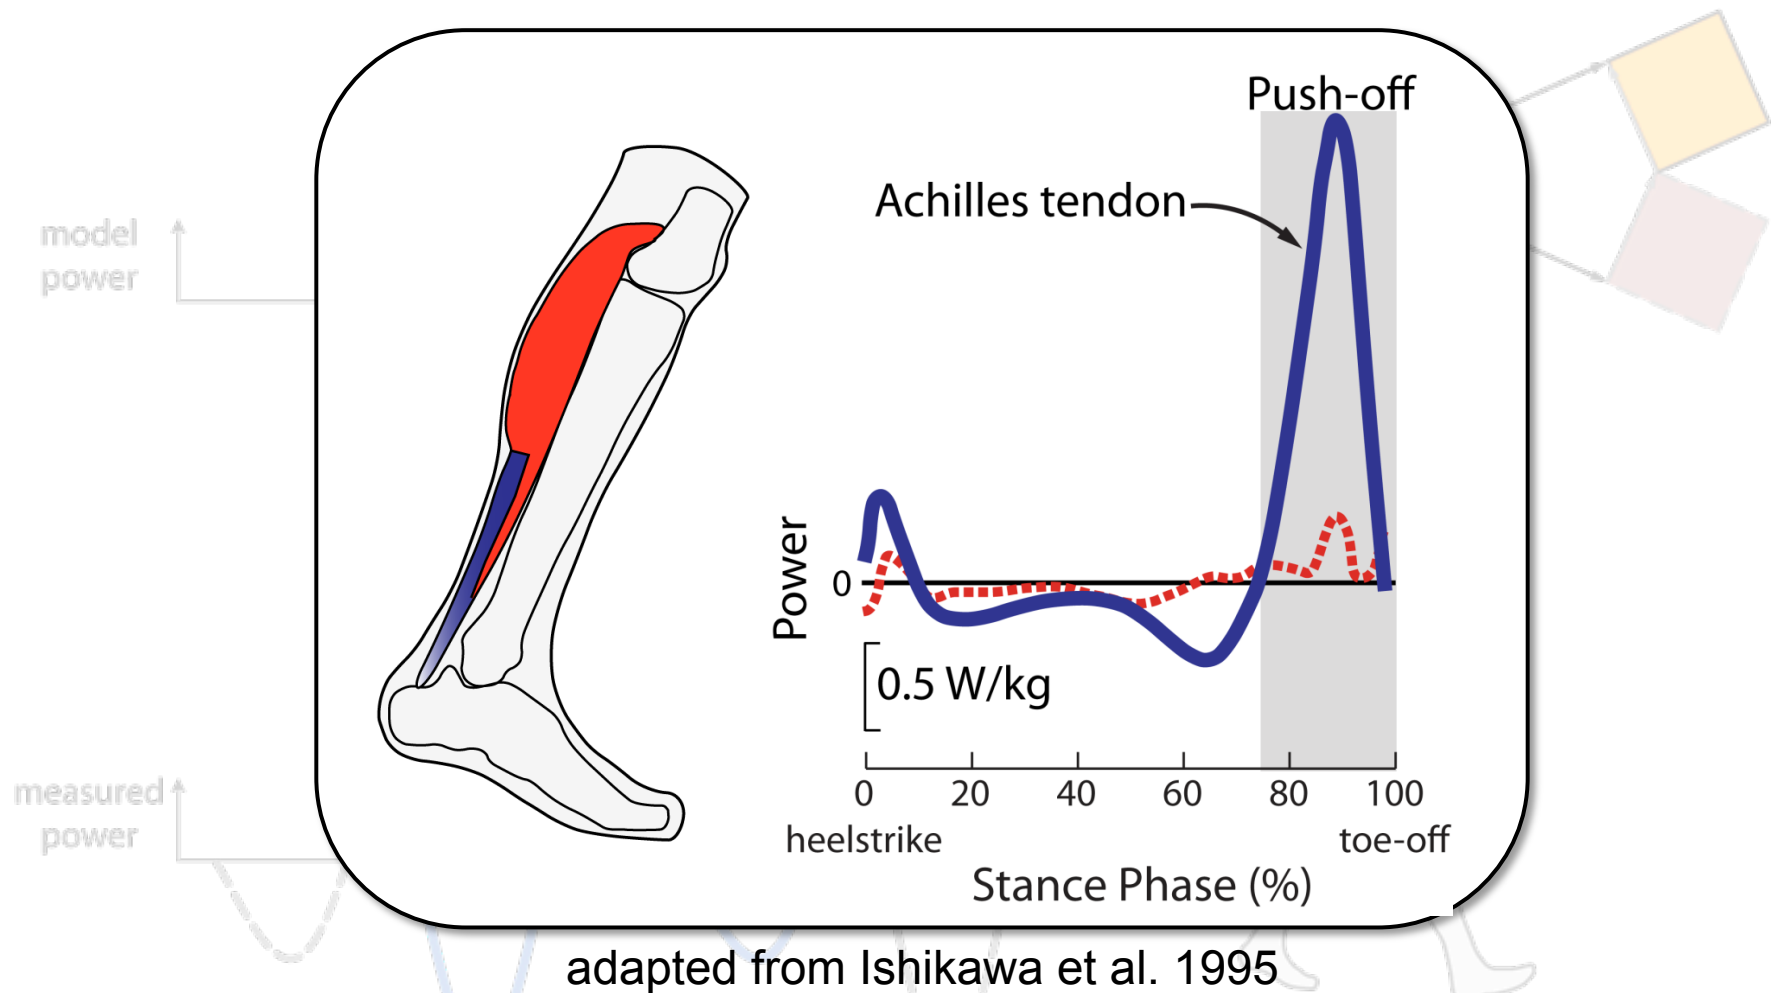 Push-off
Achilles tendon
model
power
Power
0
0.5 W/kg
0 20 40 60 80 100
heelstrike toe-off
Stance Phase (%)
measured
power
adapted from Ishikawa et al. 1995